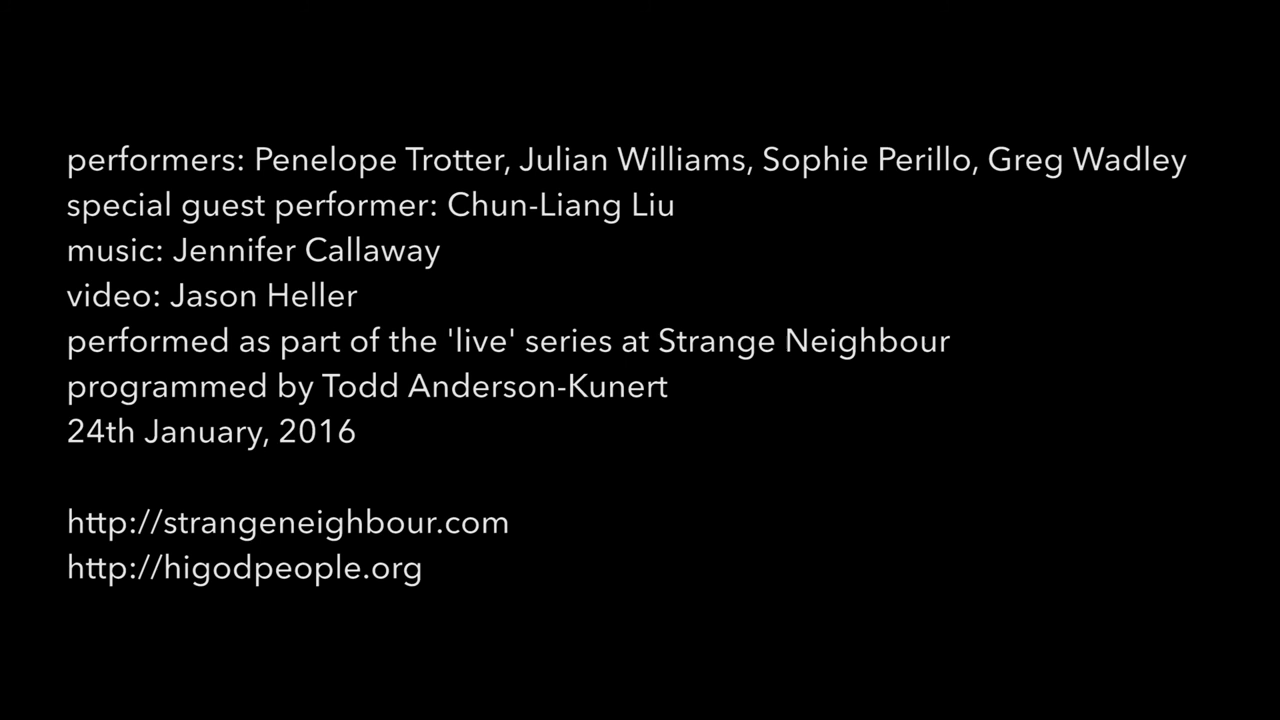 performers: Penelope Trotter, Julian Williams, Sophie Perillo, Greg Wadley
special guest performer: Chun-Liang Liu
music: Jennifer Callaway
video: Jason Heller
performed as part of the 'live' series at Strange Neighbour
programmed by Todd Anderson-Kunert
24th January, 2016
http://strangeneighbour.com
http://higodpeople.org